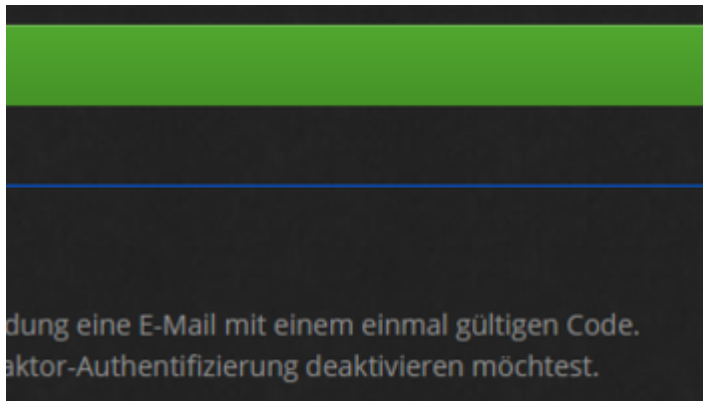 dung eine E-Mail mit einem einmal gültigen Code.
aktor-Authentifizierung deaktivieren möchtest.